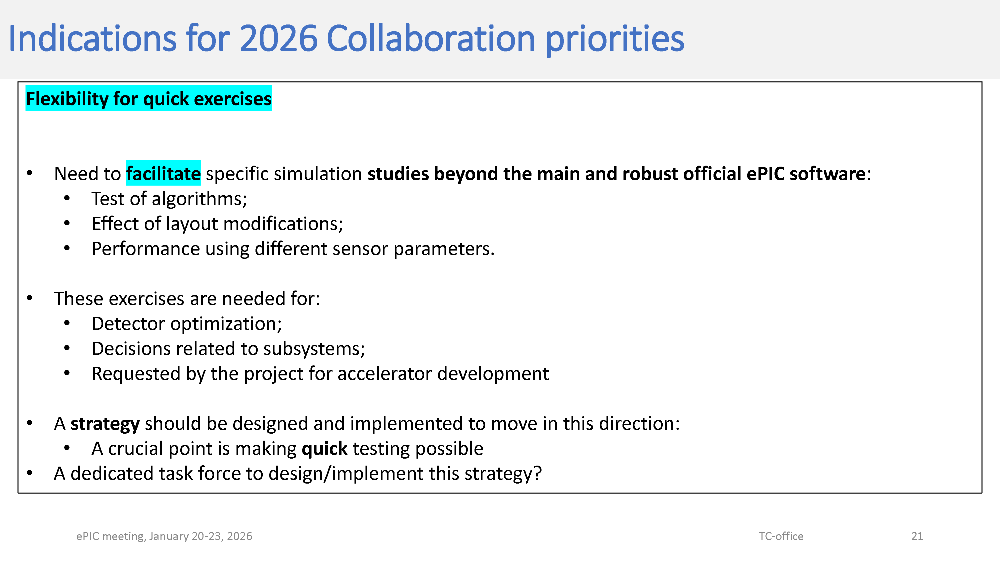 Indications for 2026 Collaboration priorities
Flexibility for quick exercises
• Need to facilitate specific simulation studies beyond the main and robust official ePIC software:
• Test of algorithms;
• Effect of layout modifications;
• Performance using different sensor parameters.
• These exercises are needed for:
• Detector optimization;
• Decisions related to subsystems;
• Requested by the project for accelerator development
• A strategy should be designed and implemented to move in this direction:
• A crucial point is making quick testing possible
• A dedicated task force to design/implement this strategy?
ePIC meeting, January 20-23, 2026
TC-office
21